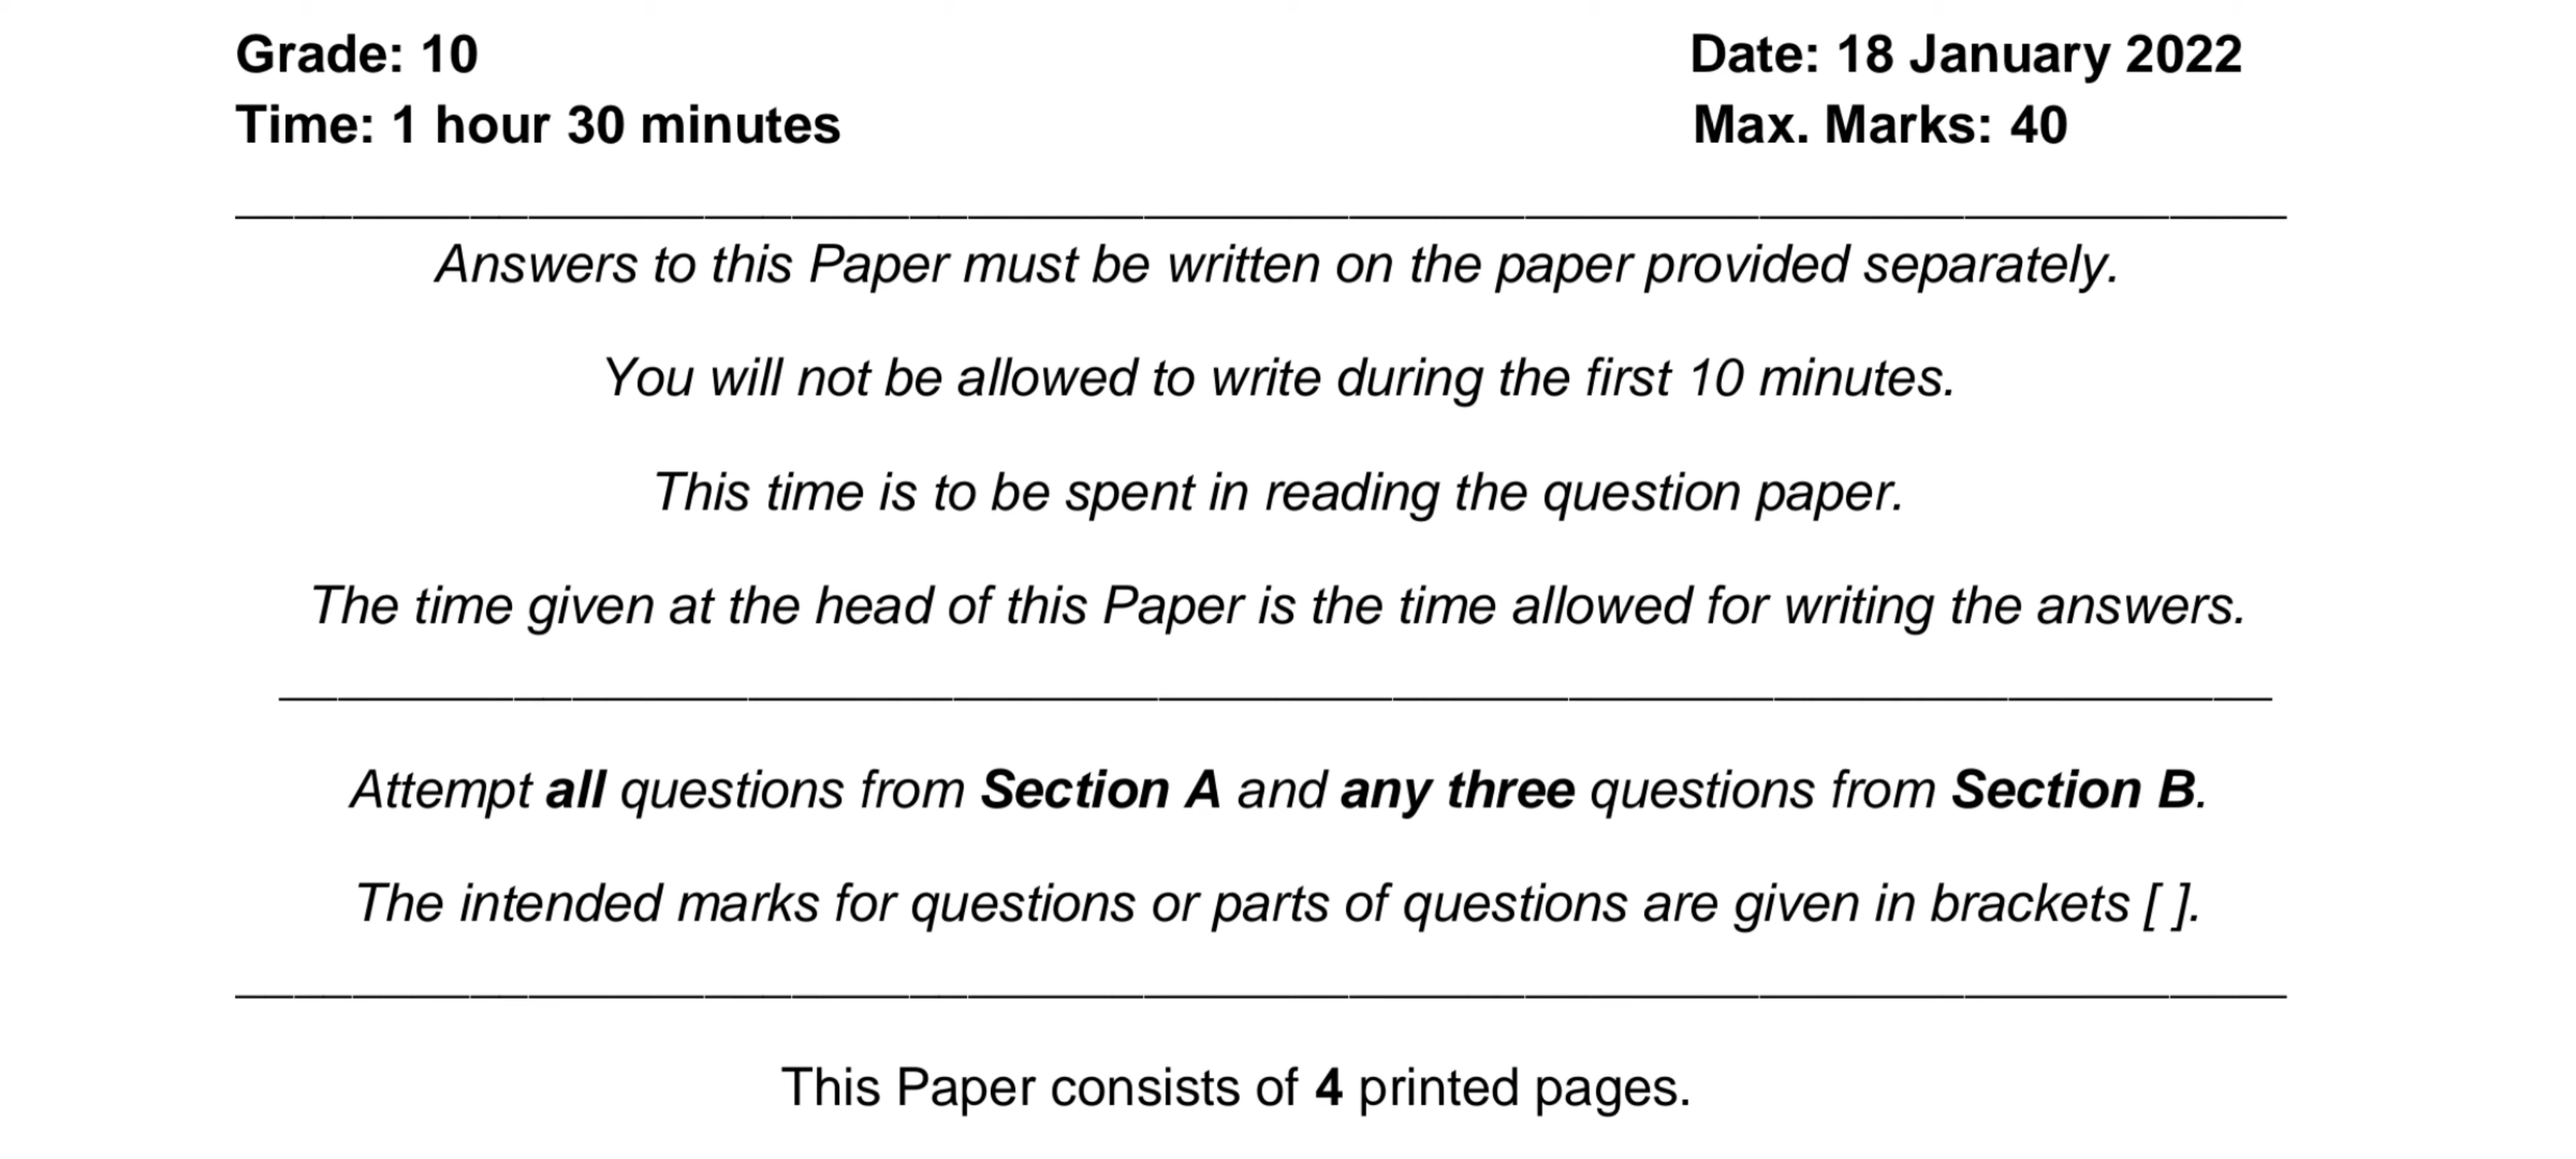 Grade: 10 Date: 18 January 2022
Time: 1 hour 30 minutes Max. Marks: 40
Answers to this Paper must be written on the paper provided separately.
You will not be allowed to write during the first 10 minutes.
This time is to be spent in reading the question paper.
The time given at the head of this Paper is the time allowed for writing the answers.
Attempt all questions from Section A and any three questions from Section B.
The intended marks for questions or parts of questions are given in brackets [ ].
This Paper consists of 4 printed pages.